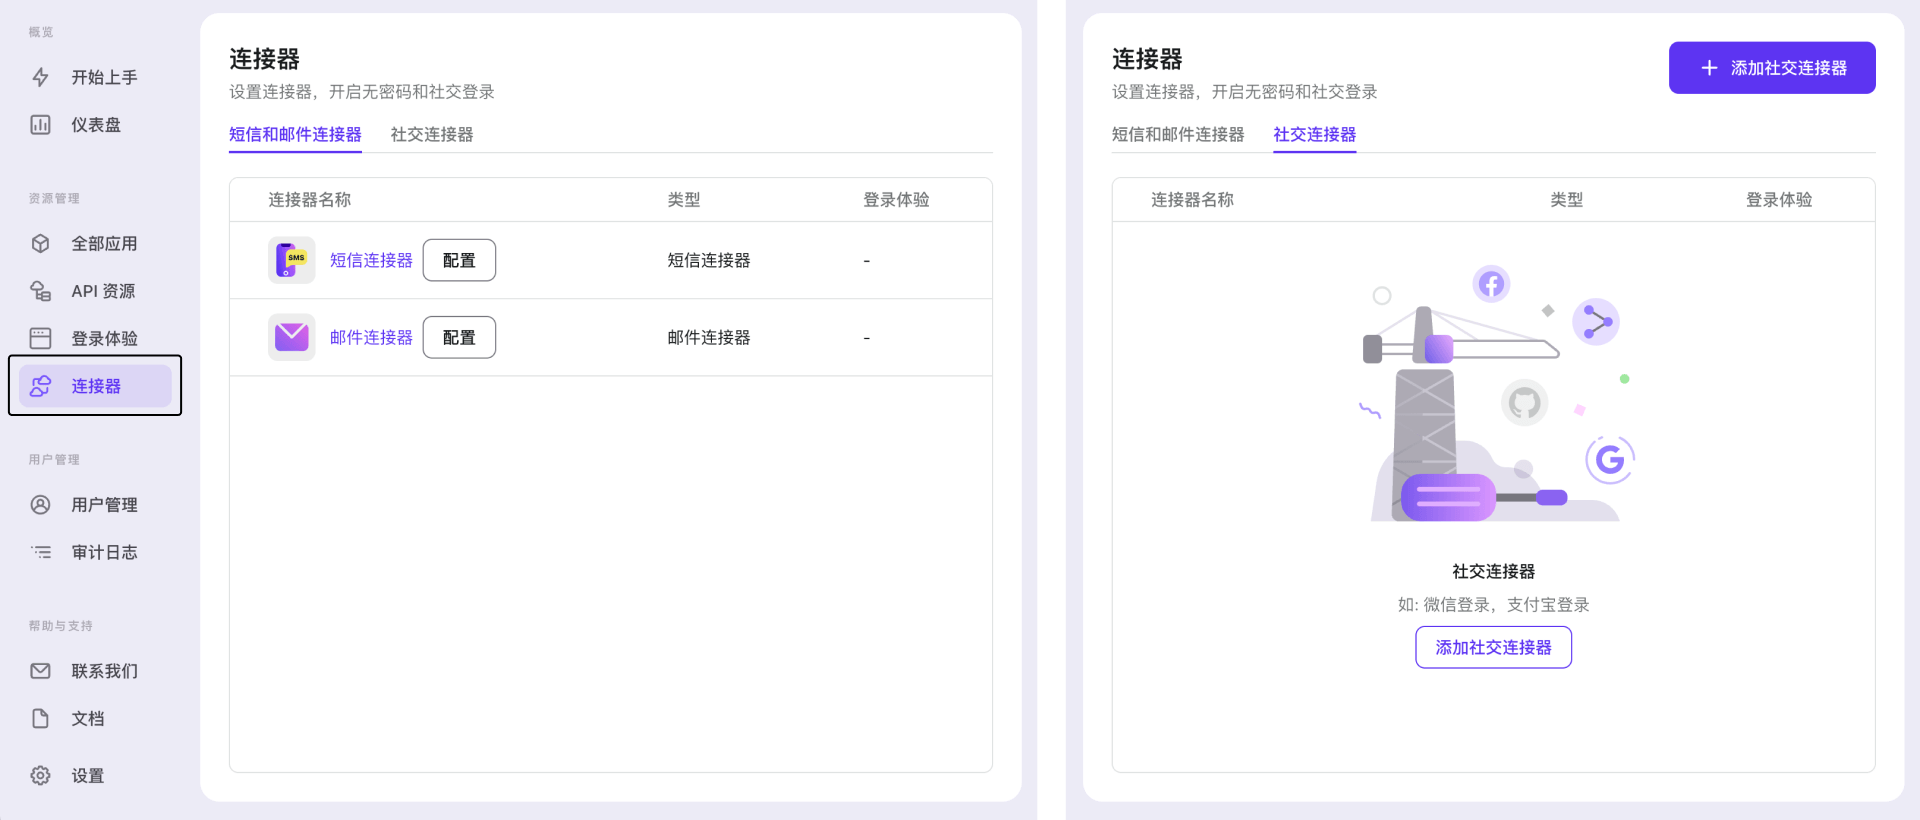 概览
开始上手
仪表盘
资源管理
全部应用
API 资源
登录体验
连接器
用户管理
用户管理
审计日志
帮助与支持
联系我们
文档
设置
连接器
设置连接器，开启无密码和社交登录
短信和邮件连接器 社交连接器
连接器名称 类型 登录体验
SMS 短信连接器 配置 短信连接器 -
邮件连接器 配置 邮件连接器 -
连接器
添加社交连接器
设置连接器，开启无密码和社交登录
短信和邮件连接器 社交连接器
连接器名称 类型 登录体验
社交连接器
如: 微信登录，支付宝登录
添加社交连接器